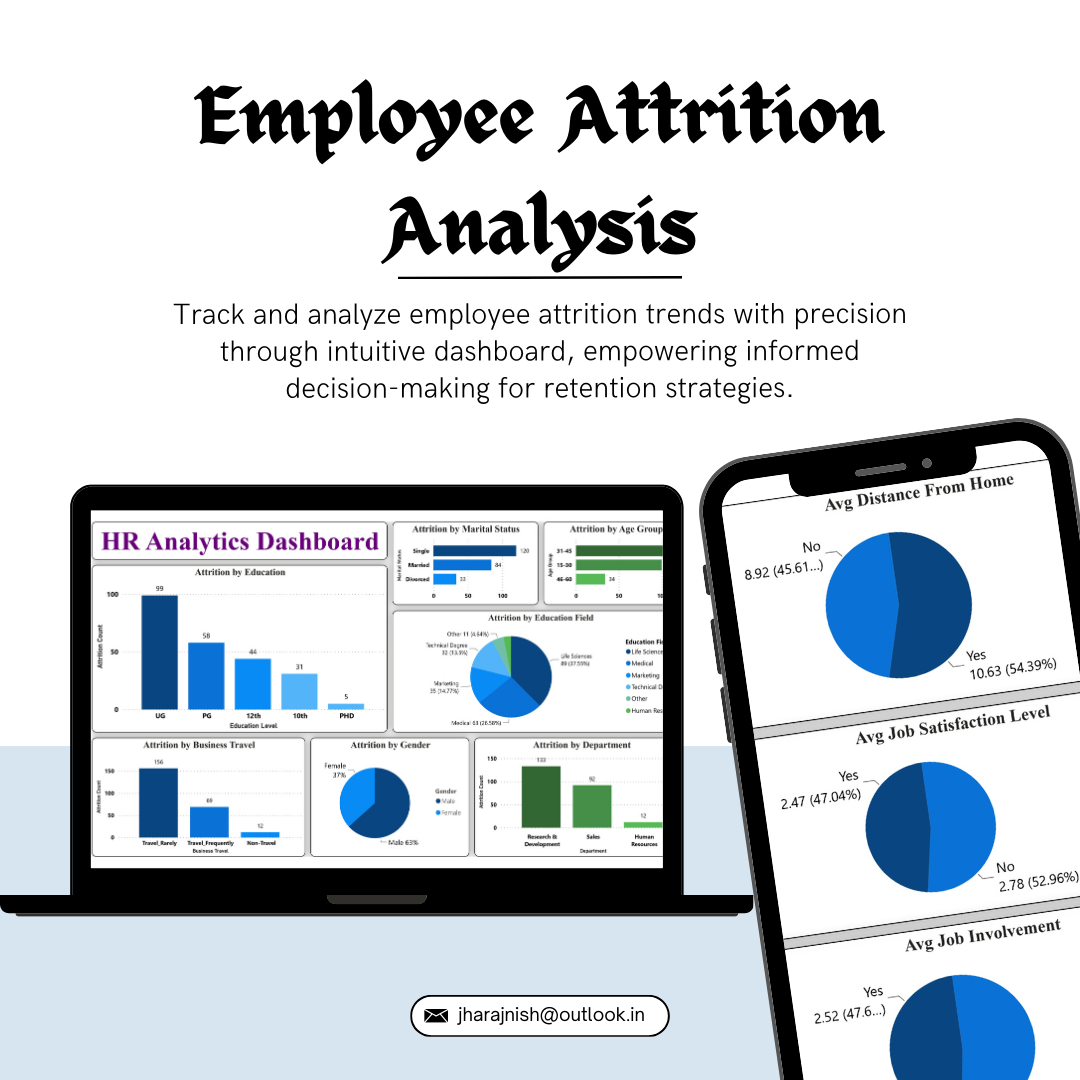 Employee Attrition
Analysis
Track and analyze employee attrition trends with precision
through intuitive dashboard, empowering informed
decision-making for retention strategies.
HR Analytics Dashboard
Attrition by Education
Attrition Count
100
50
0
99
58
44
31
5
UG PG 12th 10th PHD
Education Level
Attrition by Marital Status
Marital Status
Single 120
Married 84
Divorced 33
0 50 100
Attrition by Age Group
Age Group
31-45
15-30
46-60 34
0 50 100
Attrition by Education Field
Other 11 (4.64%)
Technical Degree
32 (13.5%)
Marketing
35 (14.77%)
Medical 63 (26.58%)
Life Sciences
89 (37.55%)
Education Fie
Life Science
Medical
Marketing
Technical D
Other
Human Res
Attrition by Business Travel
Attrition Count
150
100
50
0
156
69
12
Travel_Rarely Travel_Frequently Non-Travel
Business Travel
Attrition by Gender
Female
37%
Male 63%
Gender
Male
Female
Attrition by Department
Attrition Count
150
100
50
0
133
92
12
Research &
Development
Sales
Human
Resources
Department
Avg Distance From Home
No
8.92 (45.61...)
Yes
10.63 (54.39%)
Avg Job Satisfaction Level
Yes
2.47 (47.04%)
No
2.78 (52.96%)
Avg Job Involvement
Yes
2.52 (47.6...)
jharajnish@outlook.in